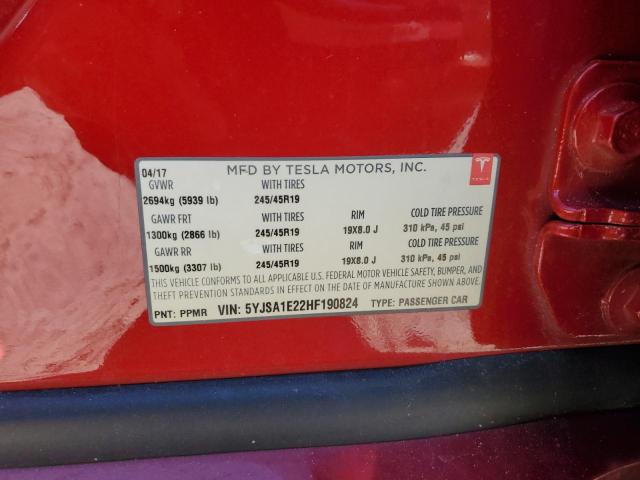 04/17 MFD BY TESLA MOTORS, INC.
TESLA
GVWR WITH TIRES
2694kg (5939 lb) 245/45R19
GAWR FRT WITH TIRES RIM COLD TIRE PRESSURE
1300kg (2866 lb) 245/45R19 19X8.0 J 310 kPa, 45 psi
GAWR RR WITH TIRES RIM COLD TIRE PRESSURE
1500kg (3307 lb) 245/45R19 19X8.0 J 310 kPa, 45 psi
THIS VEHICLE CONFORMS TO ALL APPLICABLE U.S. FEDERAL MOTOR VEHICLE SAFETY, BUMPER, AND
THEFT PREVENTION STANDARDS IN EFFECT ON THE DATE OF MANUFACTURE SHOWN ABOVE.
PNT: PPMR VIN: 5YJSA1E22HF190824 TYPE: PASSENGER CAR